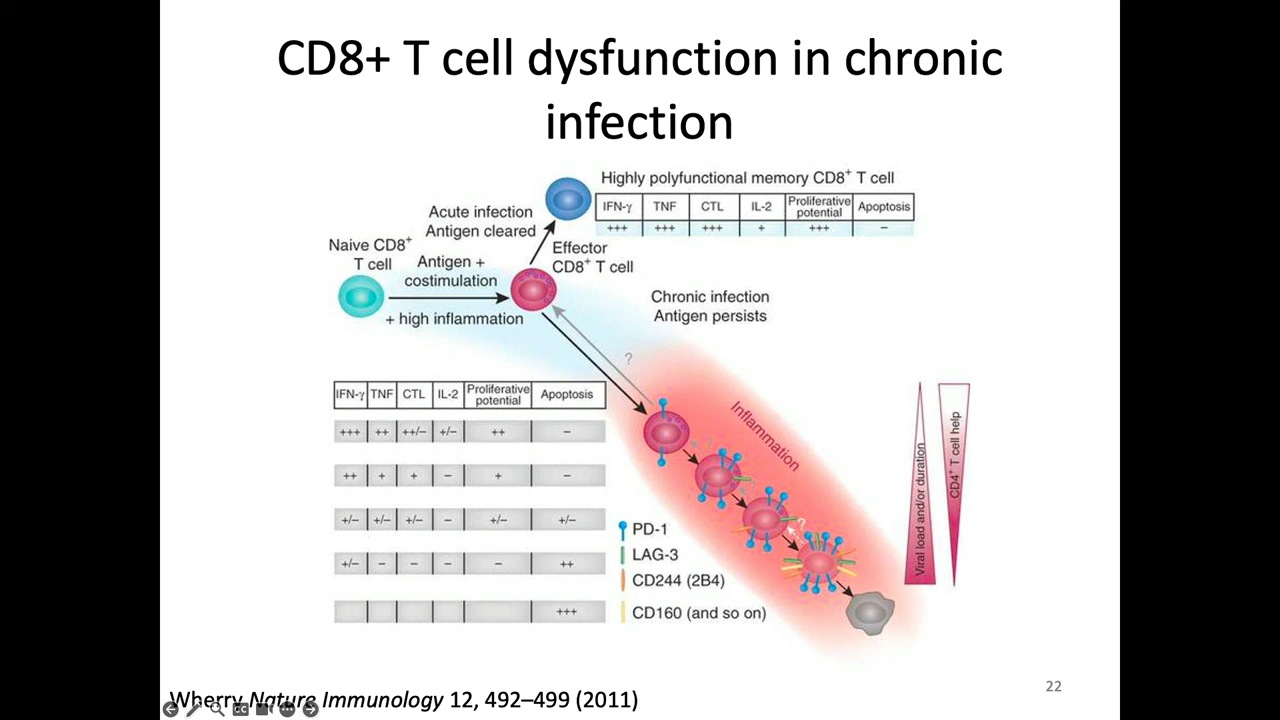 CD8+ T cell dysfunction in chronic
infection
Highly polyfunctional memory CD8+ T cell
IFN-γ TNF CTL IL-2 Proliferative potential Apoptosis
+++ +++ +++ + +++ –
Acute infection
Antigen cleared
Naive CD8+
T cell
Antigen +
costimulation
+ high inflammation
Effector
CD8+ T cell
Chronic infection
Antigen persists
?
IFN-γ TNF CTL IL-2 Proliferative potential Apoptosis
+++ ++ ++/– +/– ++ –
++ + + – + –
+/– +/– +/– – +/– +/–
+/– – – – – ++
+++
Inflammation
?
?
PD-1
LAG-3
CD244 (2B4)
CD160 (and so on)
Viral load and/or duration
CD4+ T cell help
22
Wherry Nature Immunology 12, 492–499 (2011)
CC